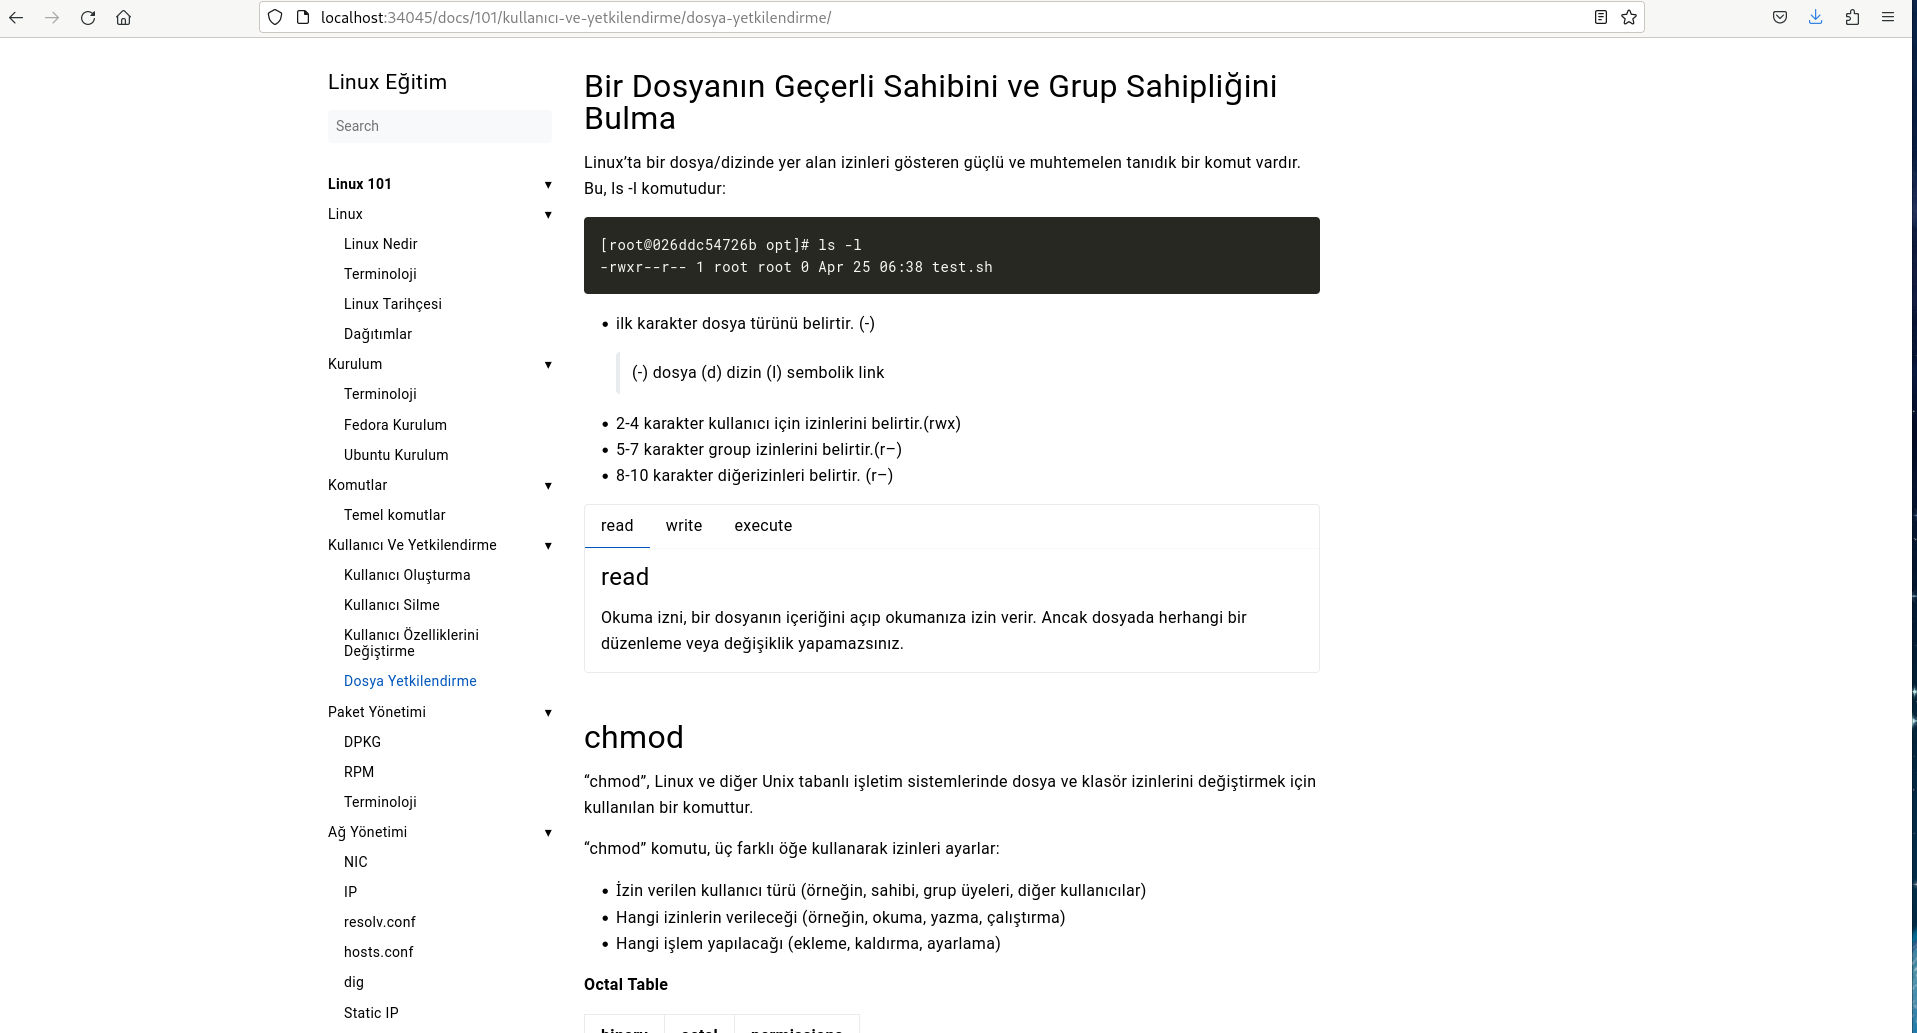 localhost:34045/docs/101/kullanıcı-ve-yetkilendirme/dosya-yetkilendirme/
Linux Eğitim
Search
Linux 101
Linux
Linux Nedir
Terminoloji
Linux Tarihçesi
Dağıtımlar
Kurulum
Terminoloji
Fedora Kurulum
Ubuntu Kurulum
Komutlar
Temel komutlar
Kullanıcı Ve Yetkilendirme
Kullanıcı Oluşturma
Kullanıcı Silme
Kullanıcı Özelliklerini
Değiştirme
Dosya Yetkilendirme
Paket Yönetimi
DPKG
RPM
Terminoloji
Ağ Yönetimi
NIC
IP
resolv.conf
hosts.conf
dig
Static IP
Bir Dosyanın Geçerli Sahibini ve Grup Sahipliğini
Bulma
Linux’ta bir dosya/dizinde yer alan izinleri gösteren güçlü ve muhtemelen tanıdık bir komut vardır.
Bu, ls -l komutudur:
[root@026ddc54726b opt]# ls -l
-rwxr--r-- 1 root root 0 Apr 25 06:38 test.sh
• ilk karakter dosya türünü belirtir. (-)
(-) dosya (d) dizin (l) sembolik link
• 2-4 karakter kullanıcı için izinlerini belirtir.(rwx)
• 5-7 karakter group izinlerini belirtir.(r–)
• 8-10 karakter diğerizinleri belirtir. (r–)
read write execute
read
Okuma izni, bir dosyanın içeriğini açıp okumanıza izin verir. Ancak dosyada herhangi bir
düzenleme veya değişiklik yapamazsınız.
chmod
“chmod”, Linux ve diğer Unix tabanlı işletim sistemlerinde dosya ve klasör izinlerini değiştirmek için
kullanılan bir komuttur.
“chmod” komutu, üç farklı öğe kullanarak izinleri ayarlar:
• İzin verilen kullanıcı türü (örneğin, sahibi, grup üyeleri, diğer kullanıcılar)
• Hangi izinlerin verileceği (örneğin, okuma, yazma, çalıştırma)
• Hangi işlem yapılacağı (ekleme, kaldırma, ayarlama)
Octal Table
binary octal permissions